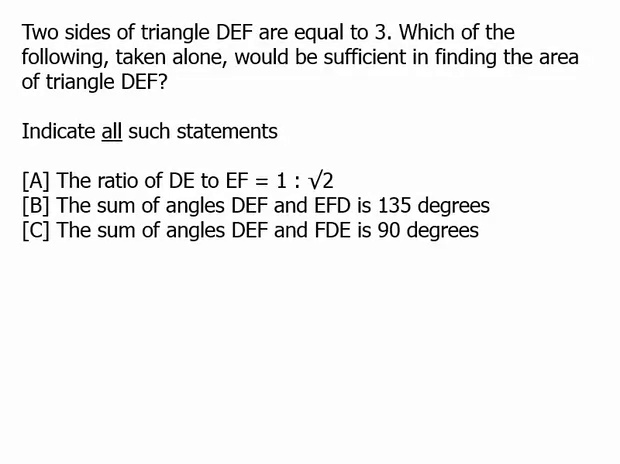 Two sides of triangle DEF are equal to 3. Which of the
following, taken alone, would be sufficient in finding the area
of triangle DEF?
Indicate all such statements
[A] The ratio of DE to EF = 1 : √2
[B] The sum of angles DEF and EFD is 135 degrees
[C] The sum of angles DEF and FDE is 90 degrees